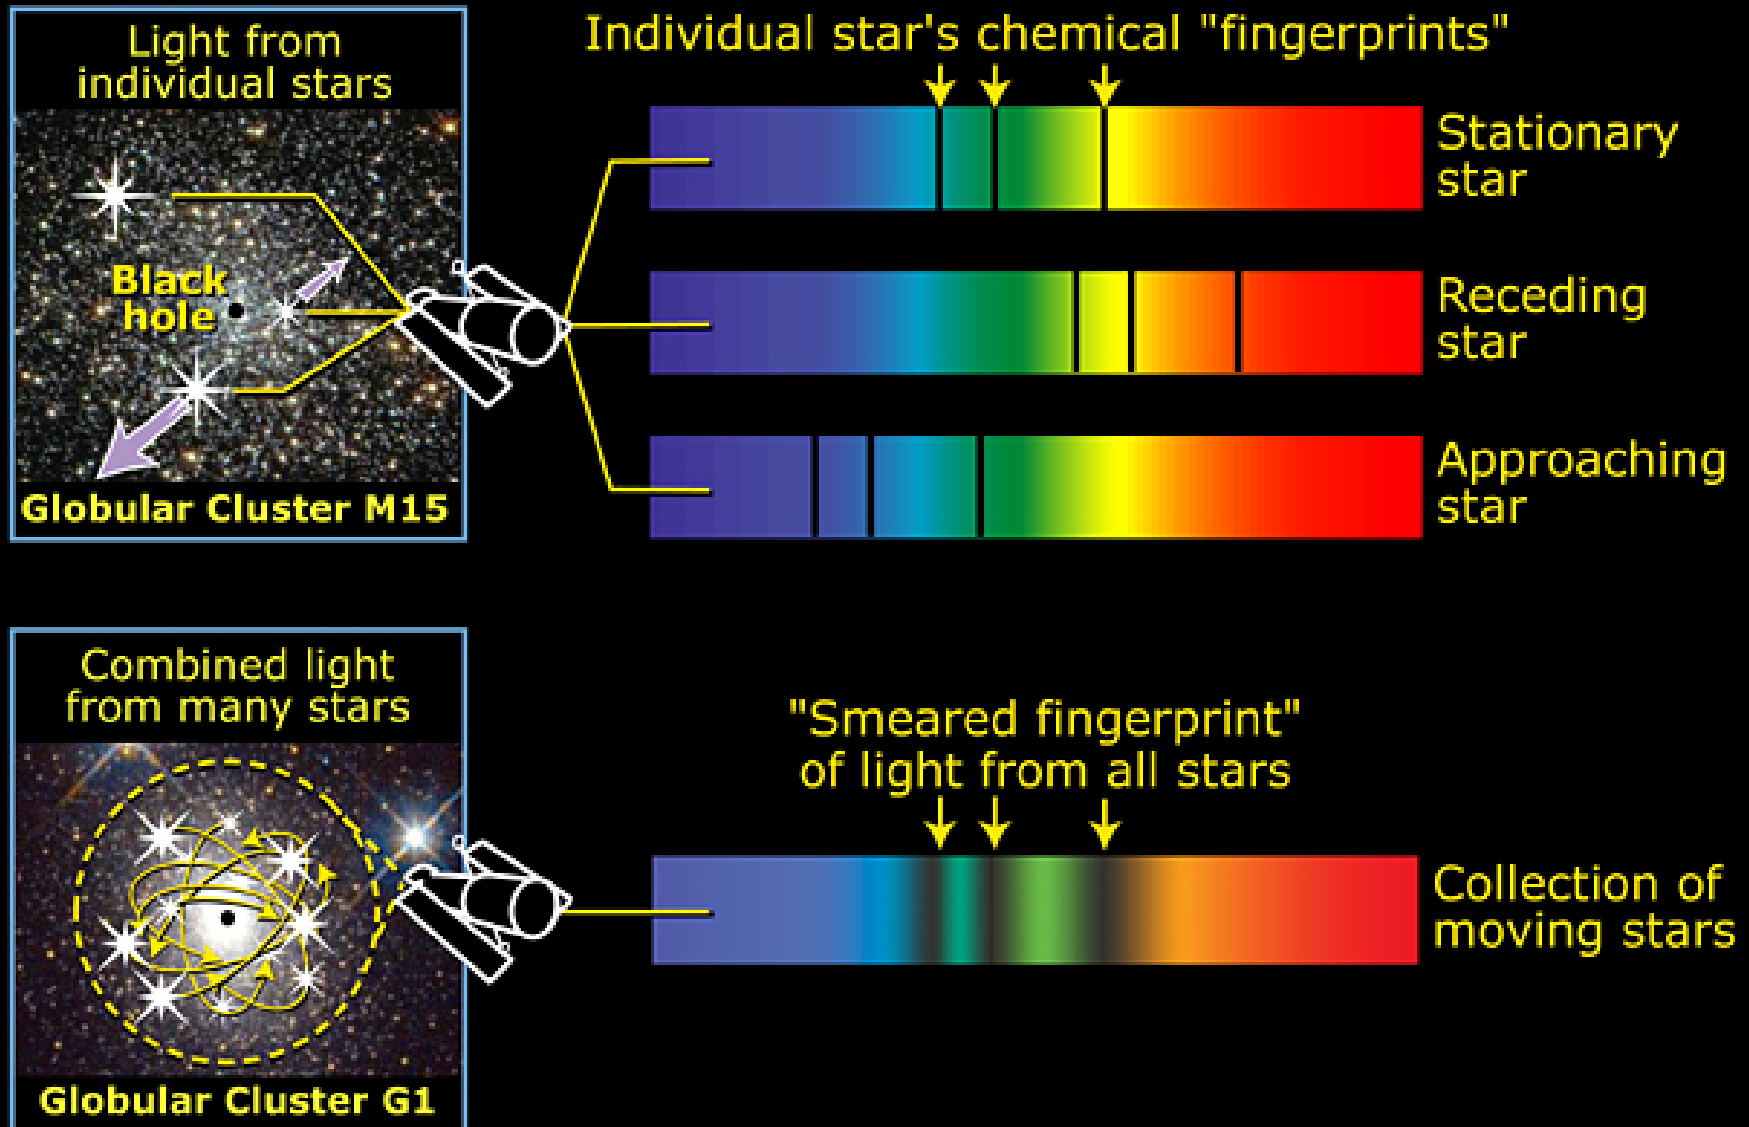 Light from
individual stars
Black
hole
Globular Cluster M15
Individual star's chemical "fingerprints"
Stationary
star
Receding
star
Approaching
star
Combined light
from many stars
Globular Cluster G1
"Smeared fingerprint"
of light from all stars
Collection of
moving stars